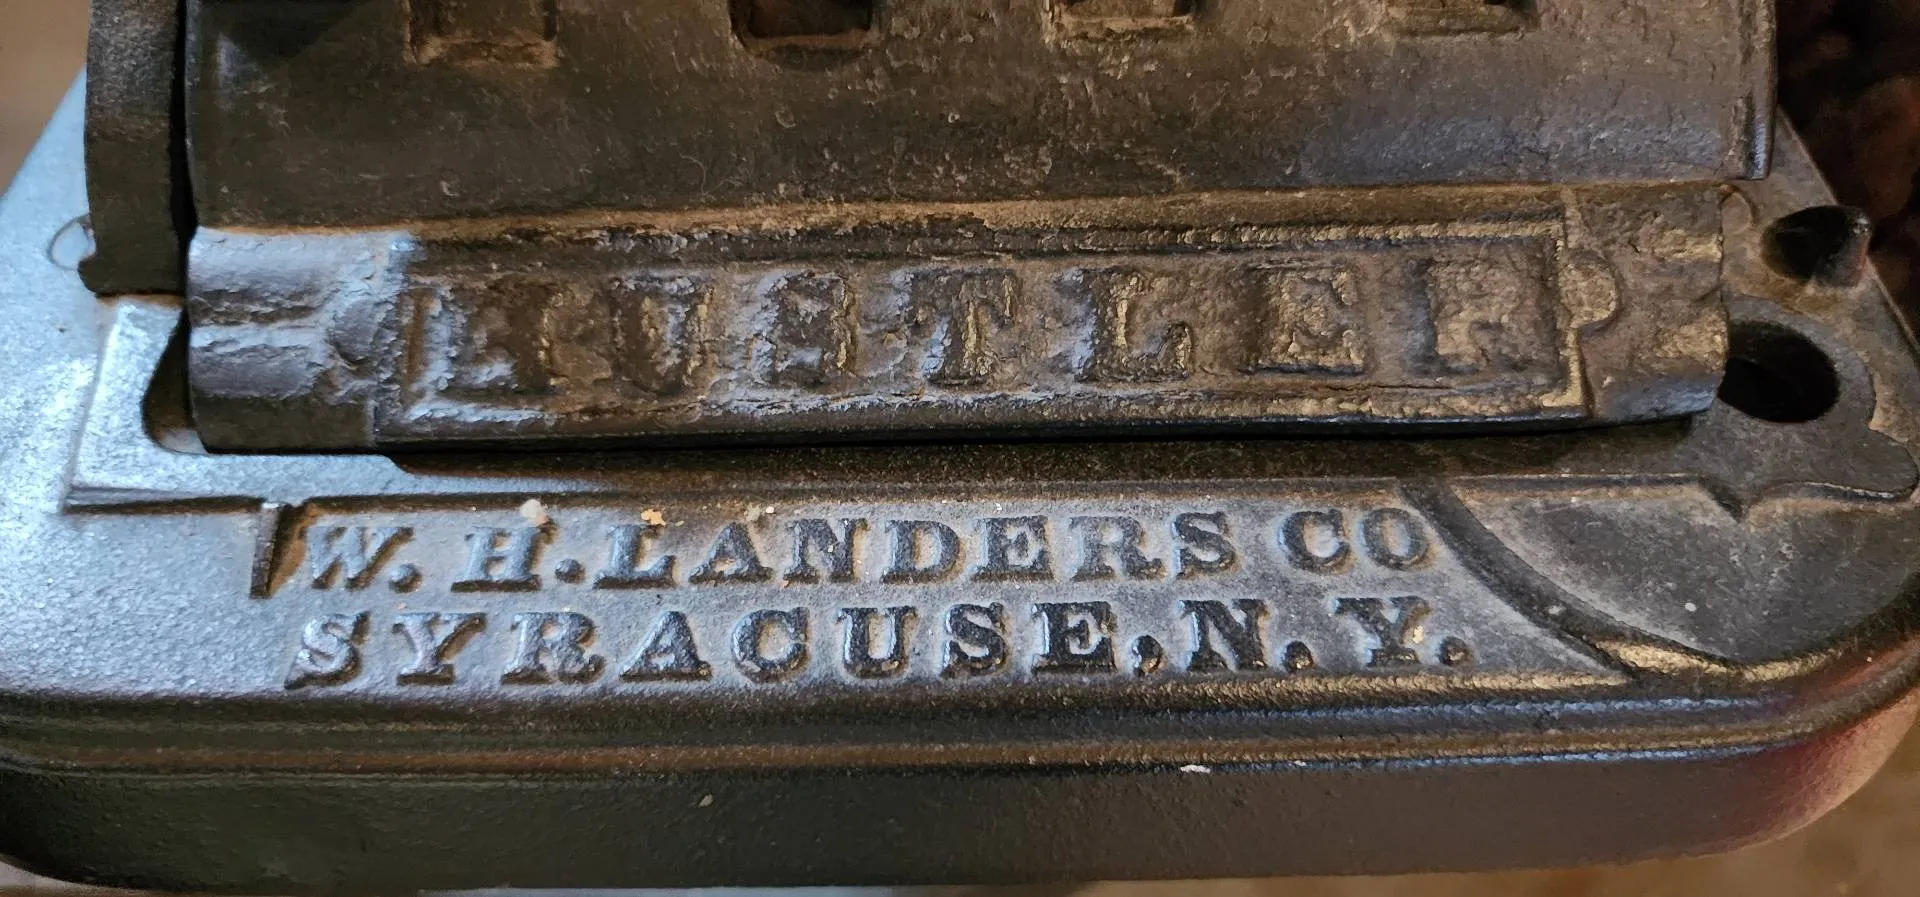 HUSTLER
W. H. LANDERS CO
SYRACUSE, N. Y.